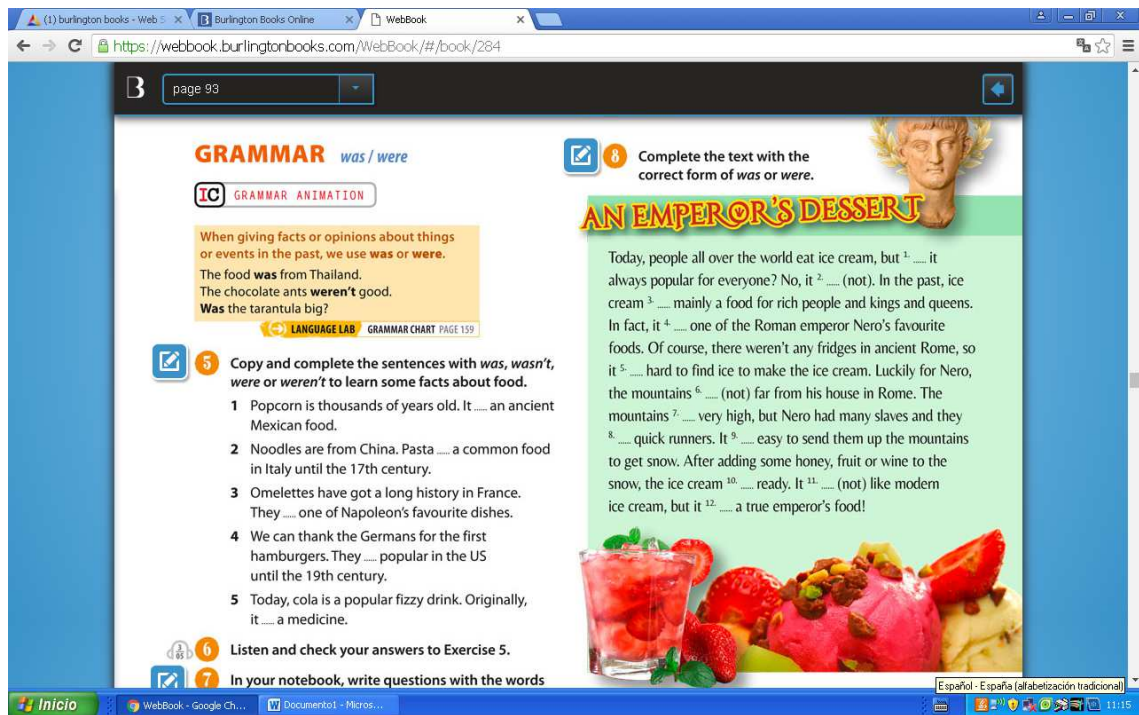 (1) burlington books - Web S
Burlington Books Online
WebBook
https://webbook.burlingtonbooks.com/WebBook/#/book/284
B
page 93
GRAMMAR was / were
IC GRAMMAR ANIMATION
When giving facts or opinions about things
or events in the past, we use was or were.
The food was from Thailand.
The chocolate ants weren't good.
Was the tarantula big?
LANGUAGE LAB GRAMMAR CHART PAGE 159
5 Copy and complete the sentences with was, wasn't,
were or weren't to learn some facts about food.
1 Popcorn is thousands of years old. It ..... an ancient
Mexican food.
2 Noodles are from China. Pasta ..... a common food
in Italy until the 17th century.
3 Omelettes have got a long history in France.
They ..... one of Napoleon's favourite dishes.
4 We can thank the Germans for the first
hamburgers. They ..... popular in the US
until the 19th century.
5 Today, cola is a popular fizzy drink. Originally,
it ..... a medicine.
3
05
6 Listen and check your answers to Exercise 5.
7 In your notebook, write questions with the words
8 Complete the text with the
correct form of was or were.
AN EMPEROR'S DESSERT
Today, people all over the world eat ice cream, but 1. ..... it
always popular for everyone? No, it 2. ..... (not). In the past, ice
cream 3. ..... mainly a food for rich people and kings and queens.
In fact, it 4. ..... one of the Roman emperor Nero's favourite
foods. Of course, there weren't any fridges in ancient Rome, so
it 5. ..... hard to find ice to make the ice cream. Luckily for Nero,
the mountains 6. ..... (not) far from his house in Rome. The
mountains 7. ..... very high, but Nero had many slaves and they
8. ..... quick runners. It 9. ..... easy to send them up the mountains
to get snow. After adding some honey, fruit or wine to the
snow, the ice cream 10. ..... ready. It 11. ..... (not) like modern
ice cream, but it 12. ..... a true emperor's food!
Español - España (alfabetización tradicional)
Inicio
WebBook - Google Ch...
Documento1 - Micros...
11:15